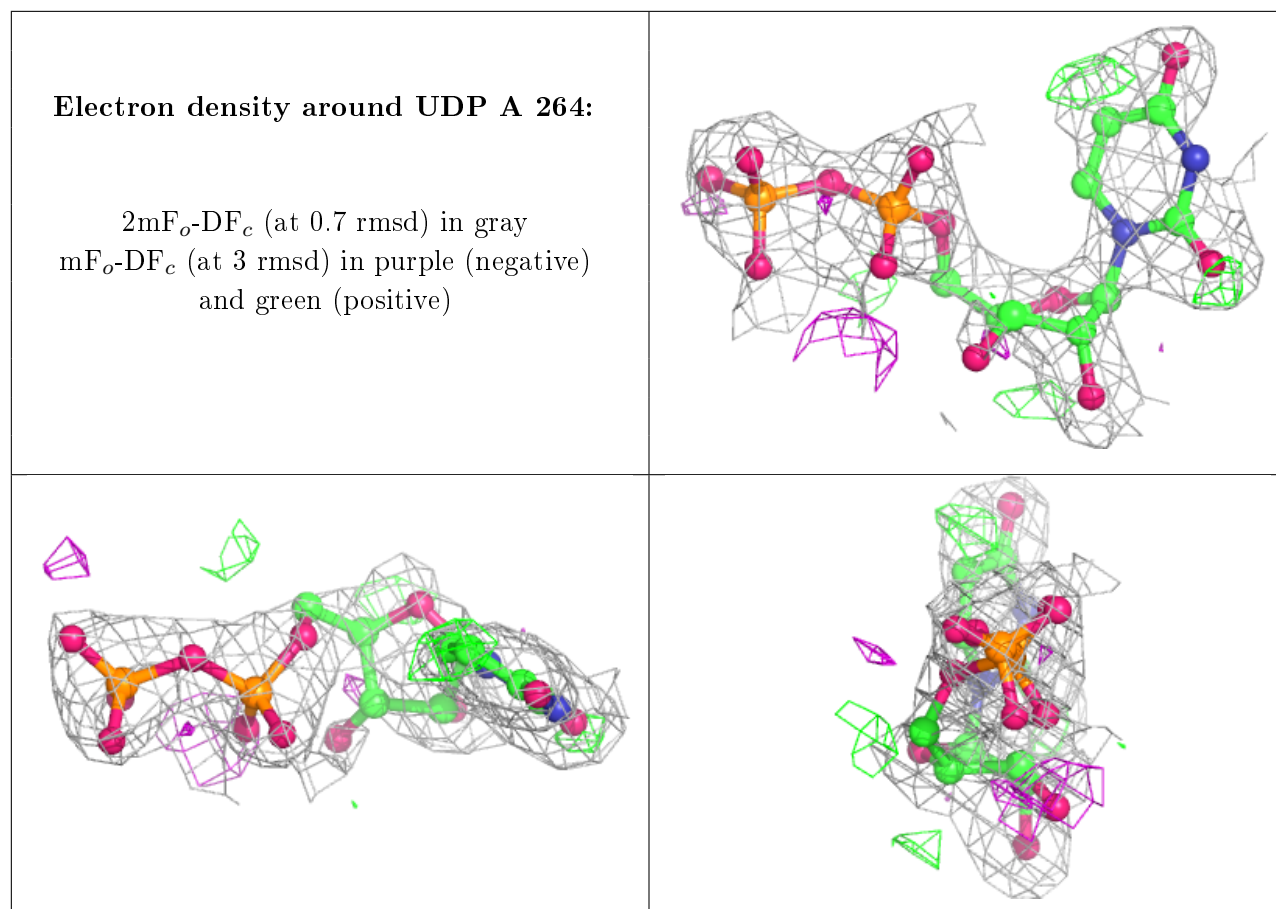 Electron density around UDP A 264:
2mFₒ-DF𝒸 (at 0.7 rmsd) in gray
mFₒ-DF𝒸 (at 3 rmsd) in purple (negative)
and green (positive)